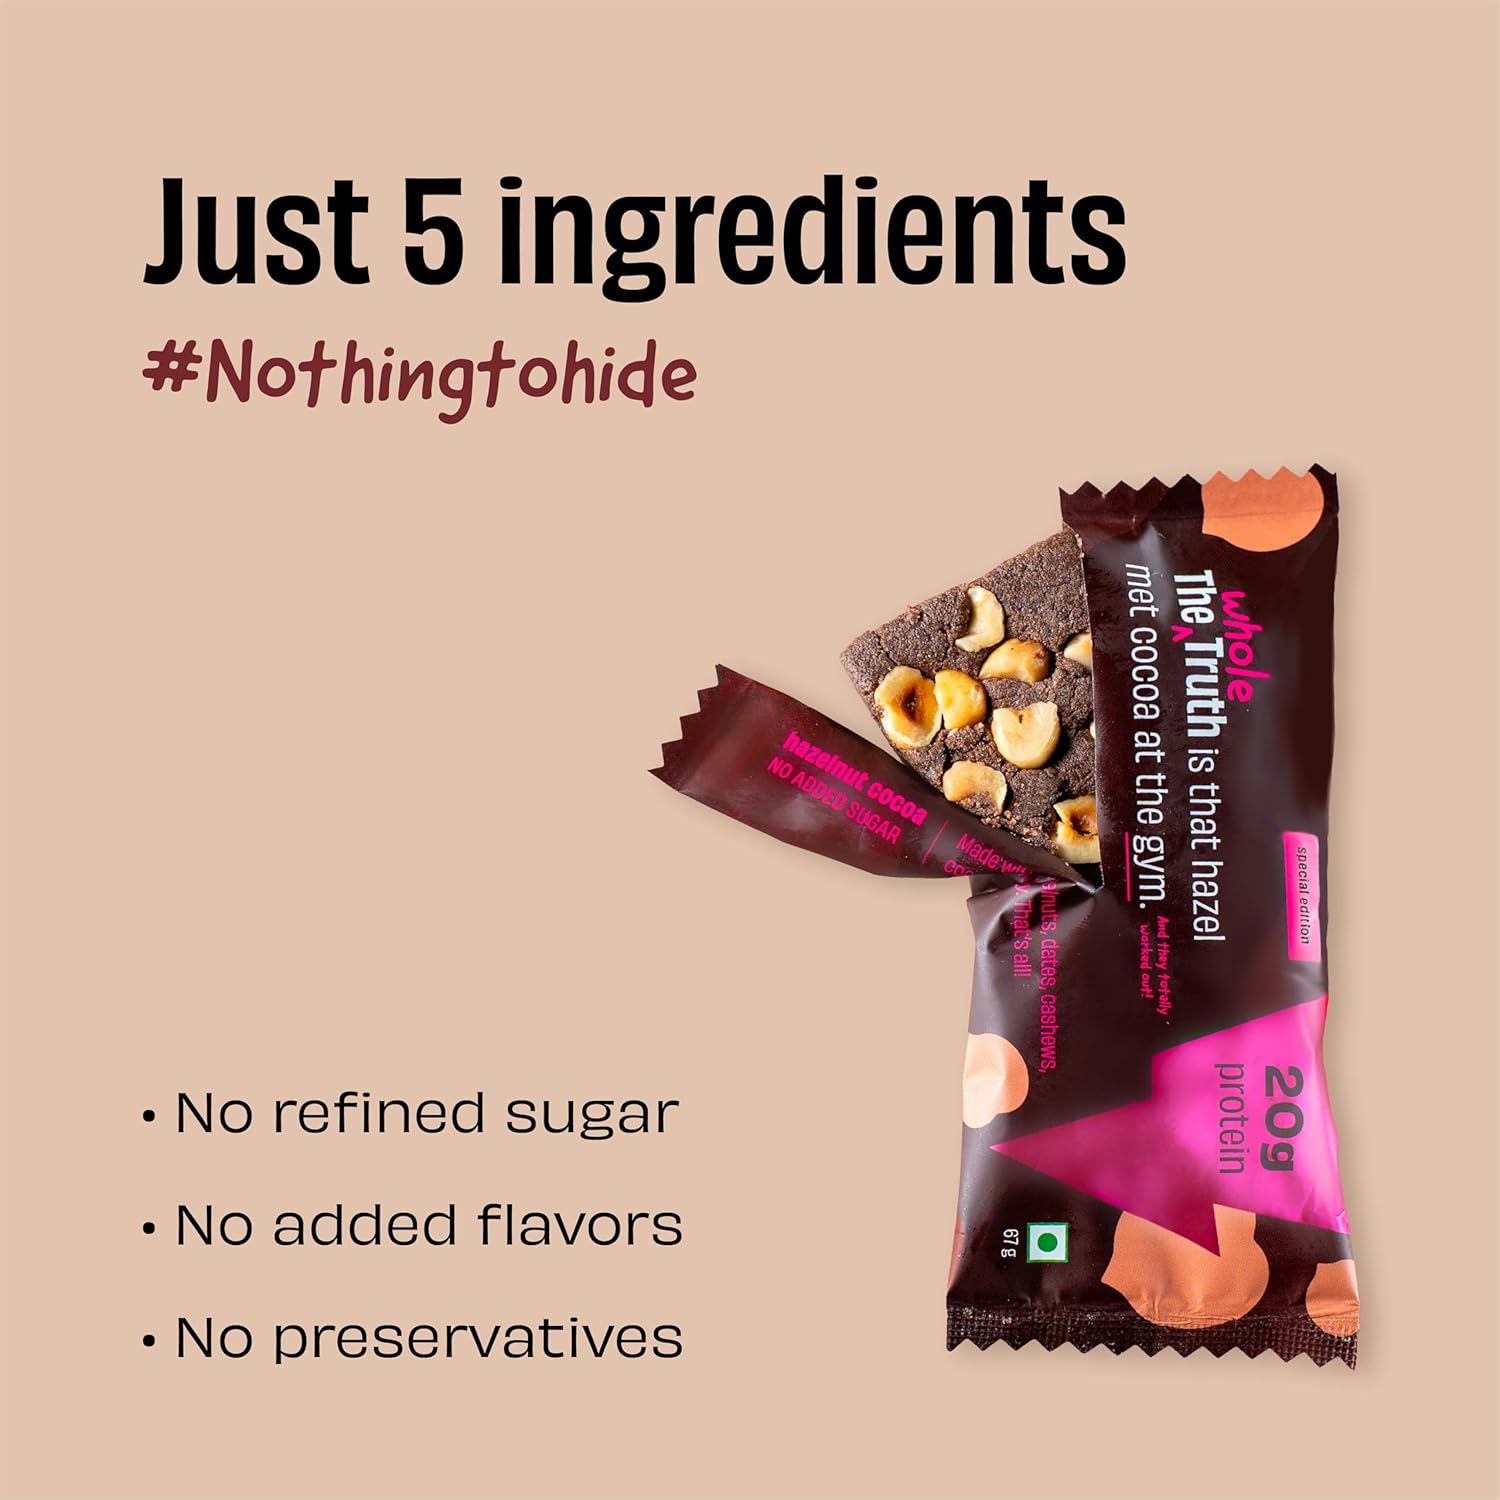 Just 5 ingredients
#Nothingtohide
whole
The Truth is that hazel
met cocoa at the gym.
And they totally
worked out!
special edition
hazelnut cocoa
NO ADDED SUGAR
Made
dates, cashews,
That's all!
20g
protein
67 g
• No refined sugar
• No added flavors
• No preservatives